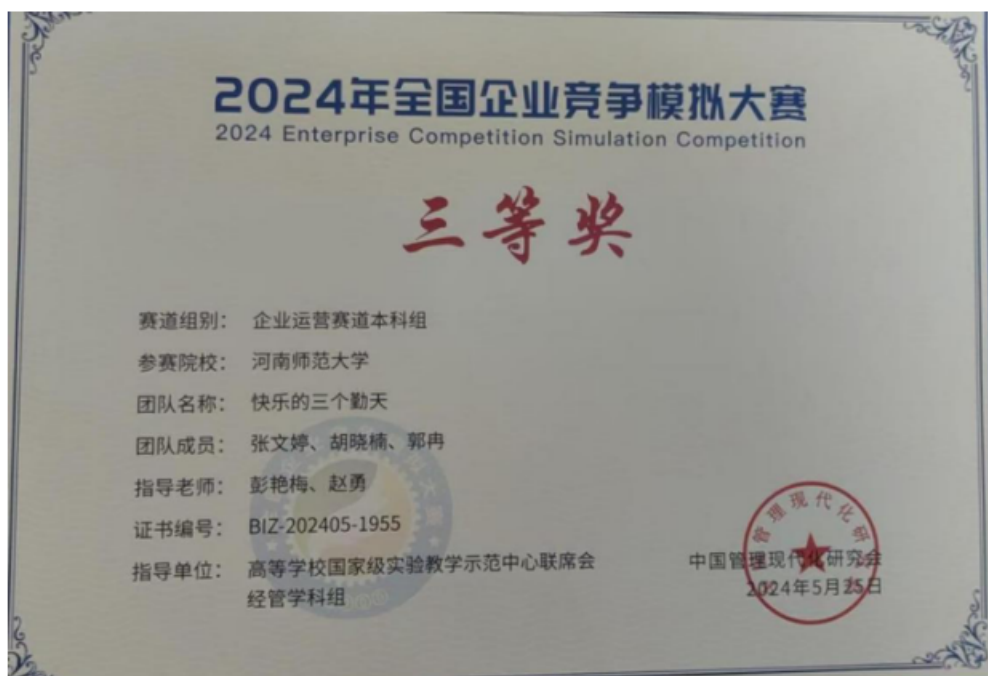 2024年全国企业竞争模拟大赛
2024 Enterprise Competition Simulation Competition
三等奖
赛道组别： 企业运营赛道本科组
参赛院校： 河南师范大学
团队名称： 快乐的三个勤天
团队成员： 张文婷、胡晓楠、郭冉
指导老师： 彭艳梅、赵勇
证书编号： BIZ-202405-1955
指导单位： 高等学校国家级实验教学示范中心联席会
经管学科组
中国管理现代化研究会
2024年5月25日